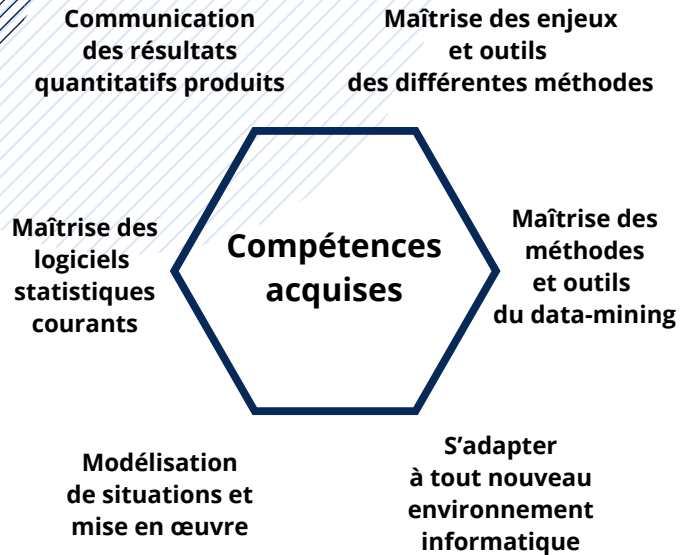 Communication
des résultats
quantitatifs produits
Maîtrise des enjeux
et outils
des différentes méthodes
Maîtrise des
logiciels
statistiques
courants
Compétences
acquises
Maîtrise des
méthodes
et outils
du data-mining
Modélisation
de situations et
mise en œuvre
S’adapter
à tout nouveau
environnement
informatique